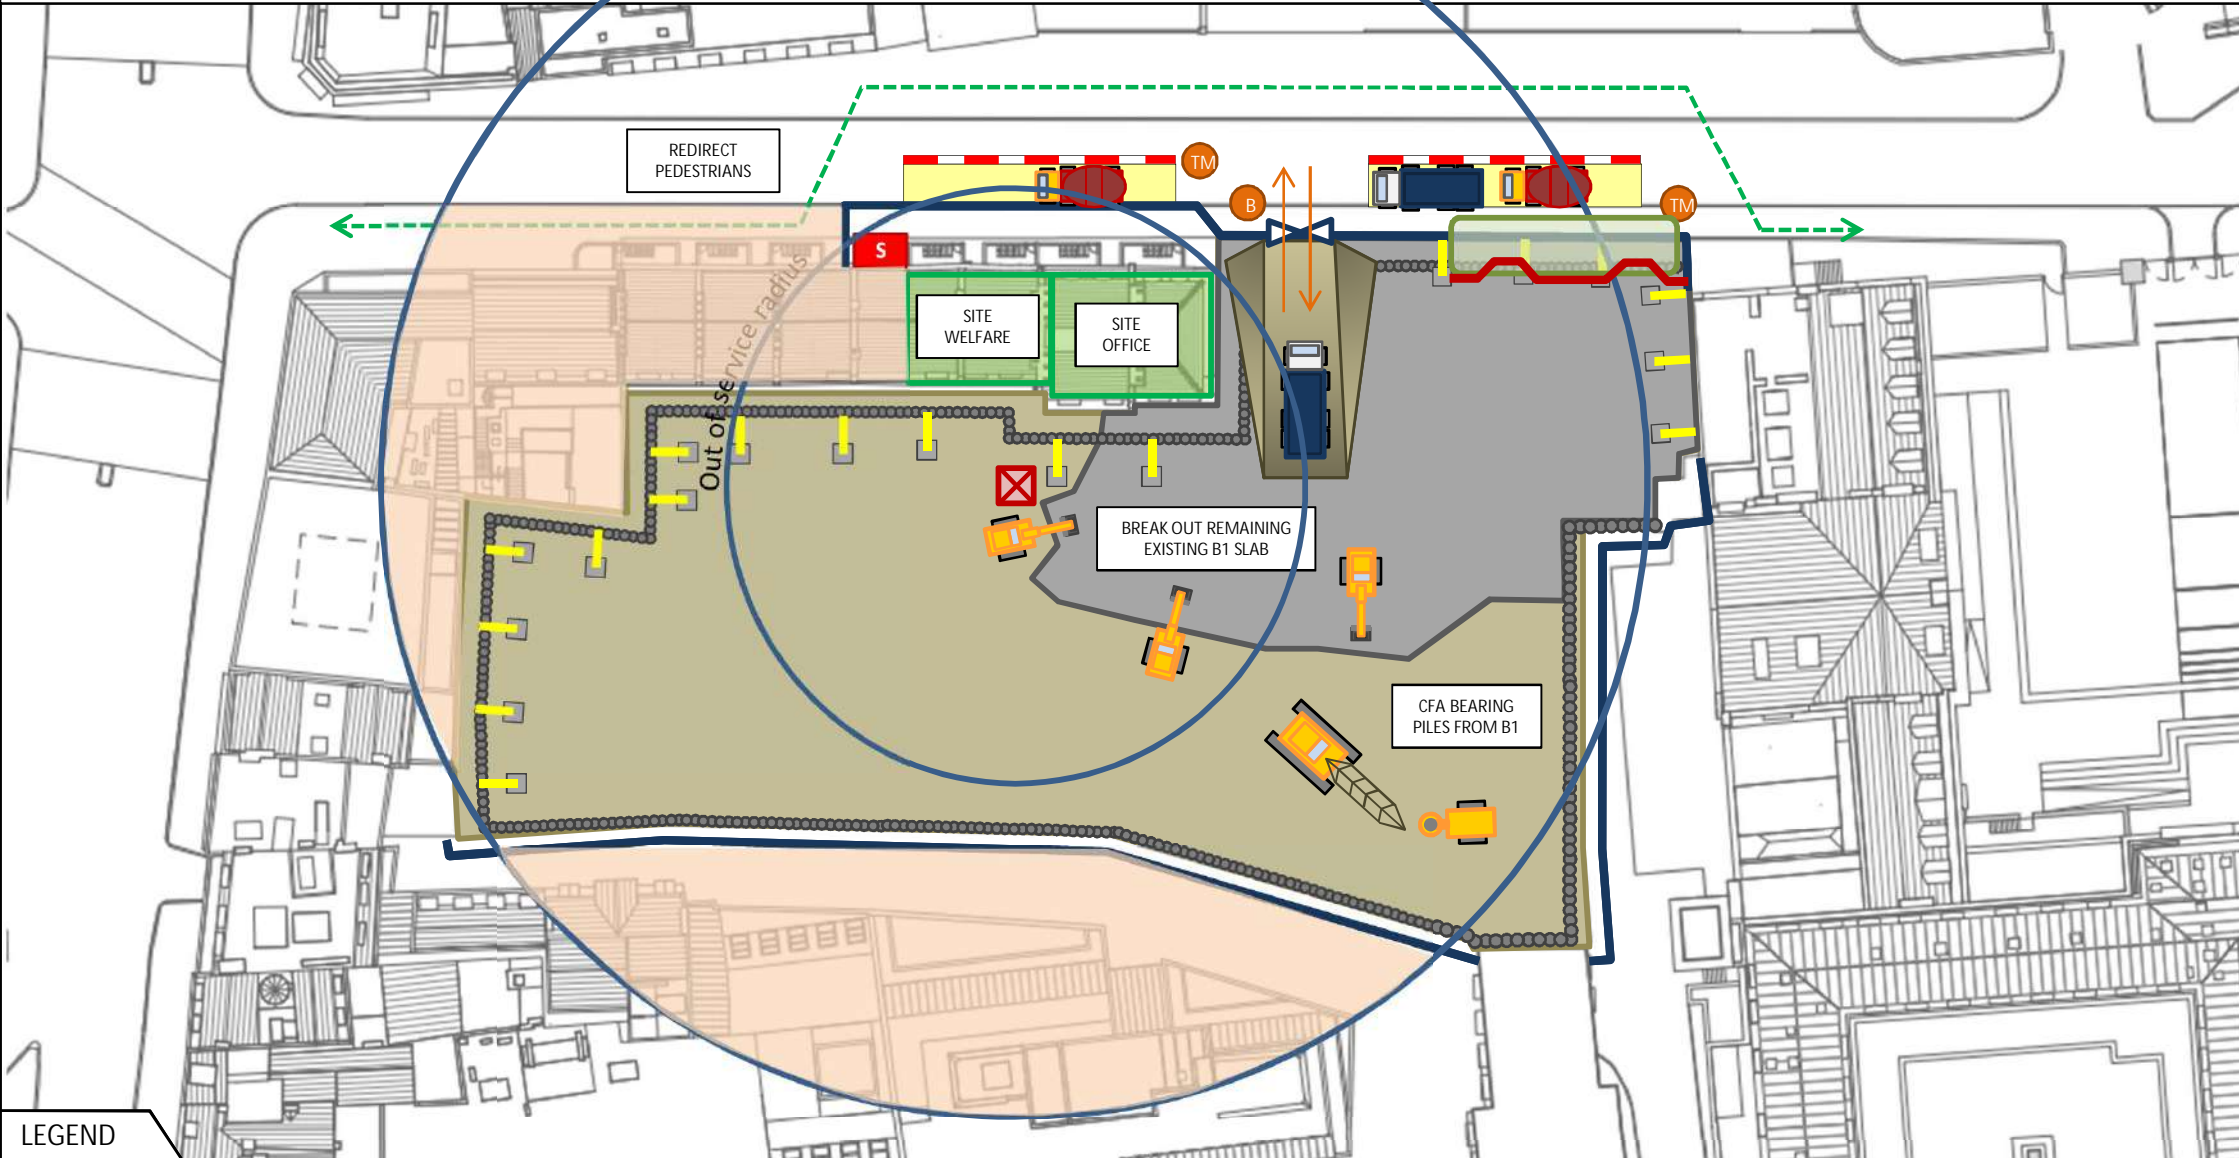 REDIRECT
PEDESTRIANS
TM
B
TM
S
SITE
WELFARE
SITE
OFFICE
Out of service radius
BREAK OUT REMAINING
EXISTING B1 SLAB
CFA BEARING
PILES FROM B1
LEGEND